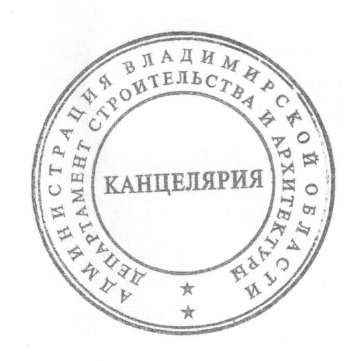 АДМИНИСТРАЦИЯ ВЛАДИМИРСКОЙ ОБЛАСТИ
ДЕПАРТАМЕНТ СТРОИТЕЛЬСТВА И АРХИТЕКТУРЫ
КАНЦЕЛЯРИЯ